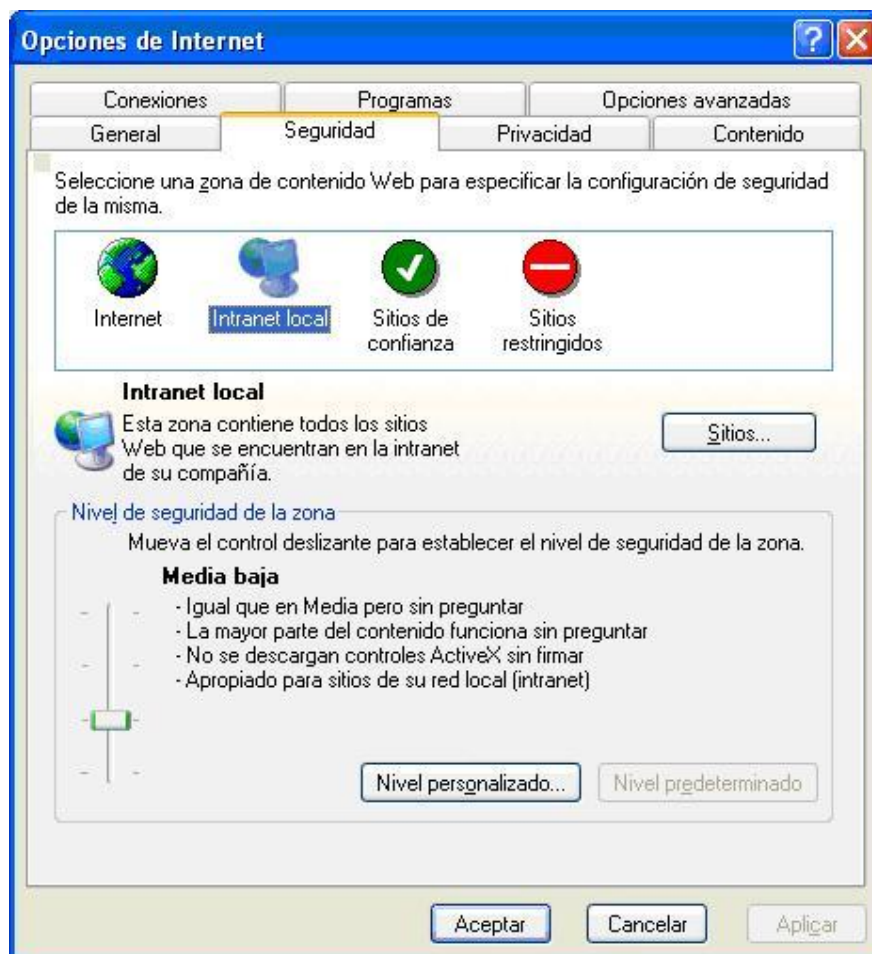 Opciones de Internet
Conexiones Programas Opciones avanzadas
General Seguridad Privacidad Contenido
Seleccione una zona de contenido Web para especificar la configuración de seguridad
de la misma.
Internet Intranet local Sitios de confianza Sitios restringidos
Intranet local
Esta zona contiene todos los sitios
Web que se encuentran en la intranet
de su compañía.
Sitios...
Nivel de seguridad de la zona
Mueva el control deslizante para establecer el nivel de seguridad de la zona.
Media baja
- Igual que en Media pero sin preguntar
- La mayor parte del contenido funciona sin preguntar
- No se descargan controles ActiveX sin firmar
- Apropiado para sitios de su red local (intranet)
Nivel personalizado... Nivel predeterminado
Aceptar Cancelar Aplicar